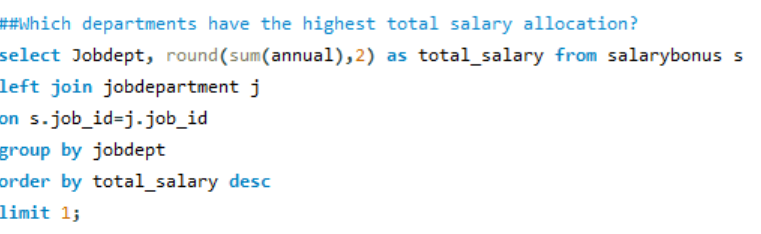 ##Which departments have the highest total salary allocation?
select Jobdept, round(sum(annual),2) as total_salary from salarybonus s
left join jobdepartment j
on s.job_id=j.job_id
group by jobdept
order by total_salary desc
limit 1;